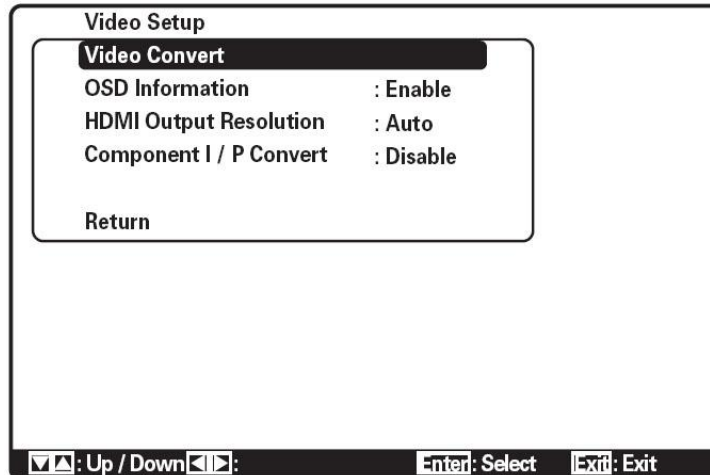 Video Setup
Video Convert
OSD Information : Enable
HDMI Output Resolution : Auto
Component I / P Convert : Disable
Return
▼▲: Up / Down◀▶: Enter: Select Exit: Exit